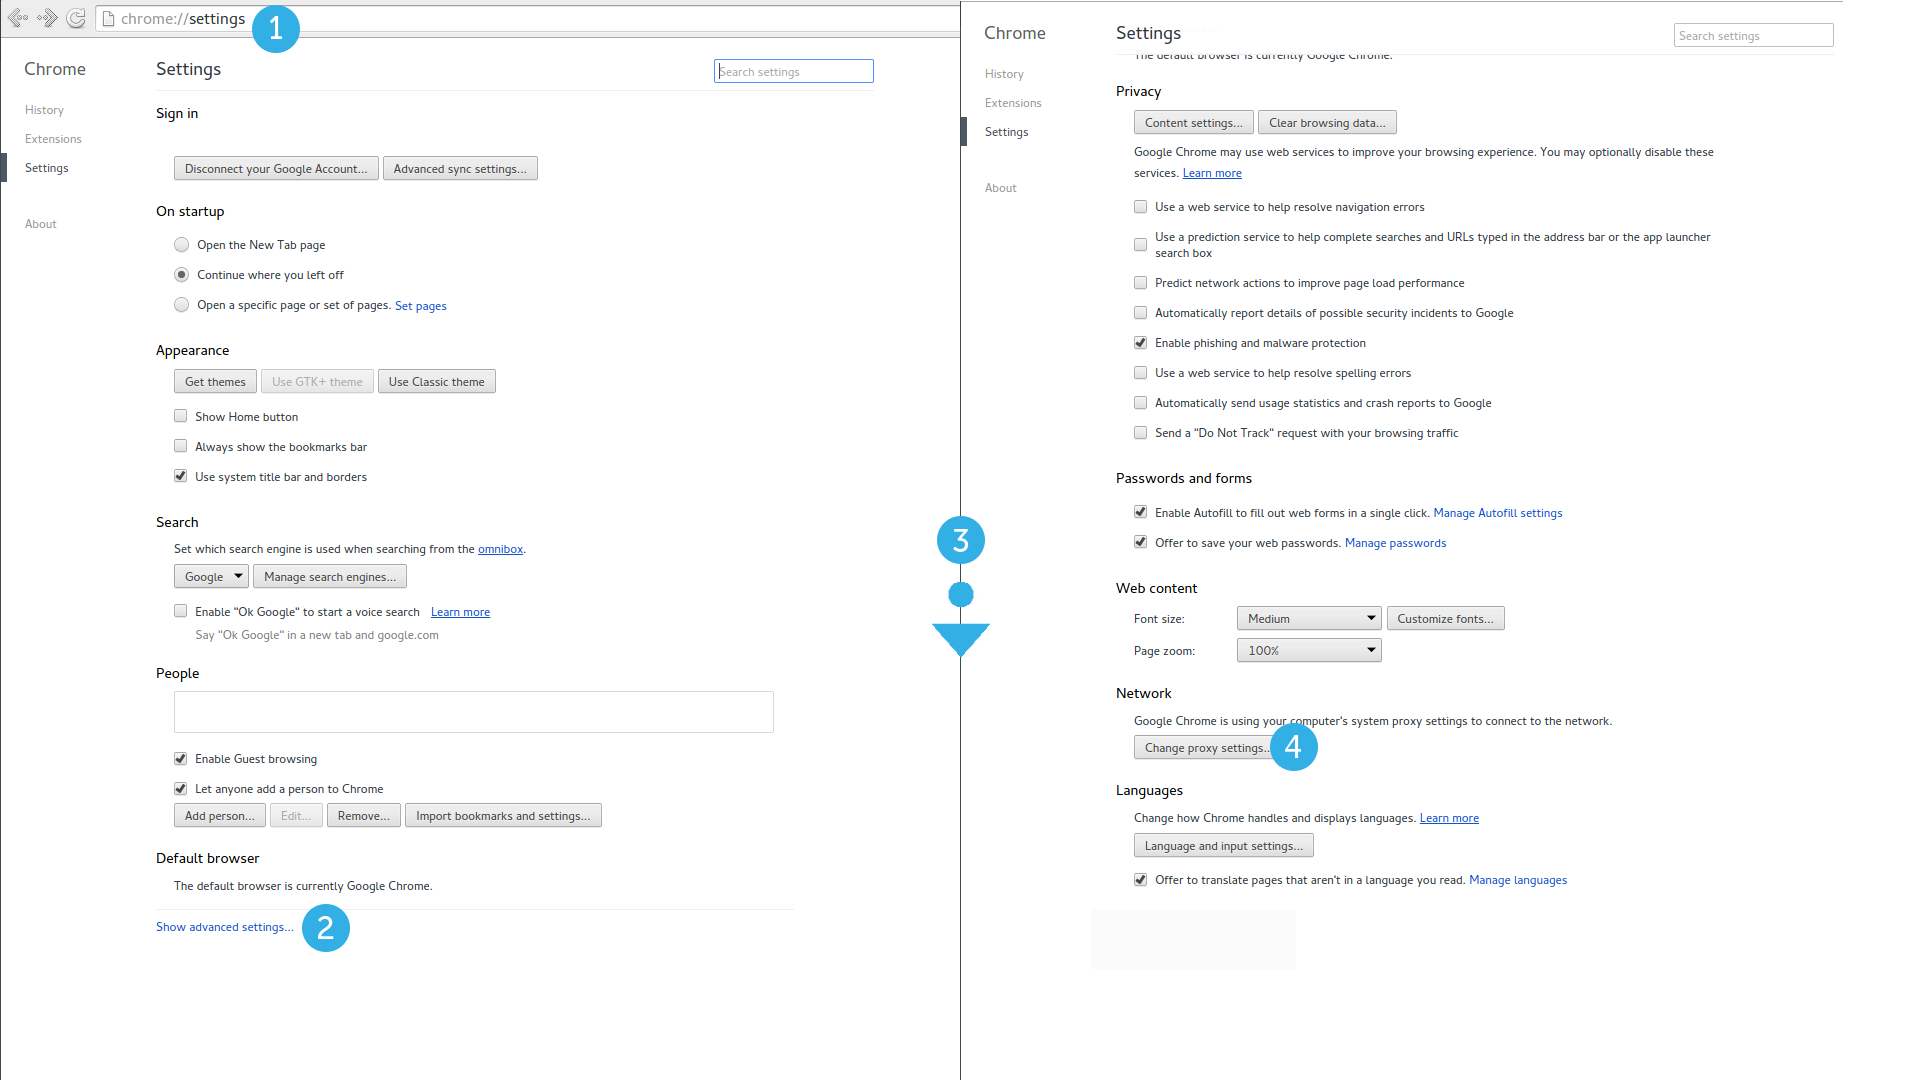 chrome://settings
1
Chrome
Settings
Search settings
History
Extensions
Settings
About
Sign in
Disconnect your Google Account...
Advanced sync settings...
On startup
Open the New Tab page
Continue where you left off
Open a specific page or set of pages. Set pages
Appearance
Get themes
Use GTK+ theme
Use Classic theme
Show Home button
Always show the bookmarks bar
Use system title bar and borders
Search
Set which search engine is used when searching from the omnibox.
Google
Manage search engines...
Enable "Ok Google" to start a voice search Learn more
Say "Ok Google" in a new tab and google.com
People
Enable Guest browsing
Let anyone add a person to Chrome
Add person...
Edit...
Remove...
Import bookmarks and settings...
Default browser
The default browser is currently Google Chrome.
Show advanced settings...
2
3
Chrome
Settings
Search settings
History
Extensions
Settings
About
The default browser is currently Google Chrome.
Privacy
Content settings...
Clear browsing data...
Google Chrome may use web services to improve your browsing experience. You may optionally disable these
services. Learn more
Use a web service to help resolve navigation errors
Use a prediction service to help complete searches and URLs typed in the address bar or the app launcher
search box
Predict network actions to improve page load performance
Automatically report details of possible security incidents to Google
Enable phishing and malware protection
Use a web service to help resolve spelling errors
Automatically send usage statistics and crash reports to Google
Send a "Do Not Track" request with your browsing traffic
Passwords and forms
Enable Autofill to fill out web forms in a single click. Manage Autofill settings
Offer to save your web passwords. Manage passwords
Web content
Font size:
Medium
Customize fonts...
Page zoom:
100%
Network
Google Chrome is using your computer's system proxy settings to connect to the network.
Change proxy settings...
4
Languages
Change how Chrome handles and displays languages. Learn more
Language and input settings...
Offer to translate pages that aren't in a language you read. Manage languages